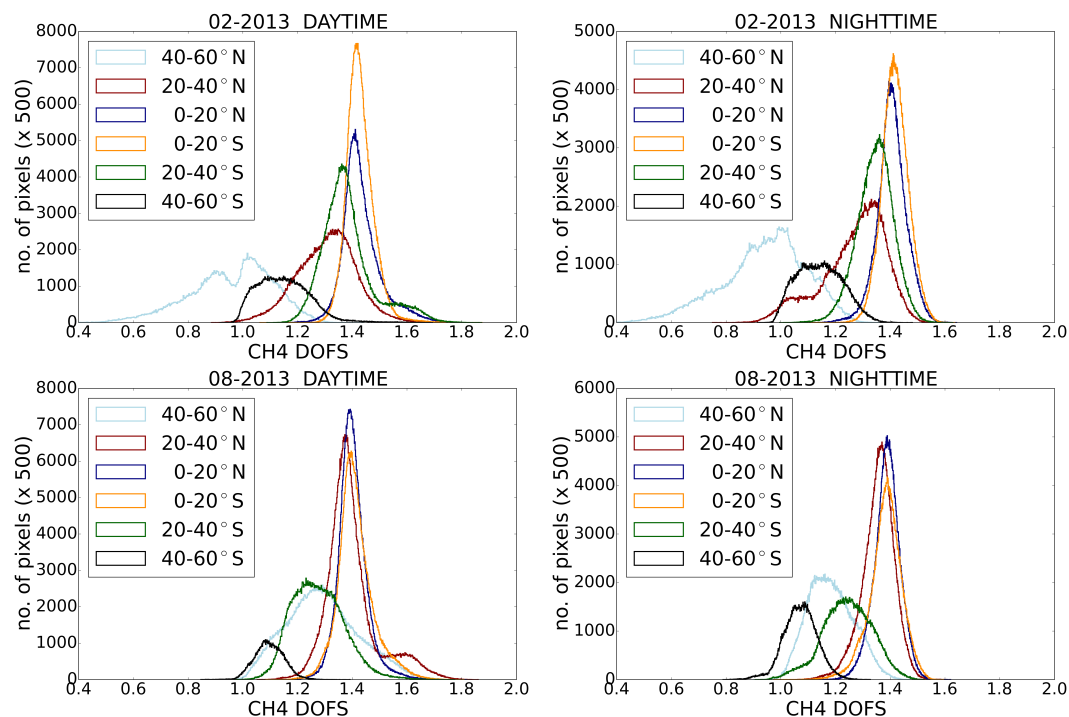 02-2013 DAYTIME
no. of pixels (x 500)
8000
7000
6000
5000
4000
3000
2000
1000
0
40-60°N
20-40°N
0-20°N
0-20°S
20-40°S
40-60°S
0.4 0.6 0.8 1.0 1.2 1.4 1.6 1.8 2.0
CH4 DOFS
02-2013 NIGHTTIME
no. of pixels (x 500)
5000
4000
3000
2000
1000
0
40-60°N
20-40°N
0-20°N
0-20°S
20-40°S
40-60°S
0.4 0.6 0.8 1.0 1.2 1.4 1.6 1.8 2.0
CH4 DOFS
08-2013 DAYTIME
no. of pixels (x 500)
8000
7000
6000
5000
4000
3000
2000
1000
0
40-60°N
20-40°N
0-20°N
0-20°S
20-40°S
40-60°S
0.4 0.6 0.8 1.0 1.2 1.4 1.6 1.8 2.0
CH4 DOFS
08-2013 NIGHTTIME
no. of pixels (x 500)
6000
5000
4000
3000
2000
1000
0
40-60°N
20-40°N
0-20°N
0-20°S
20-40°S
40-60°S
0.4 0.6 0.8 1.0 1.2 1.4 1.6 1.8 2.0
CH4 DOFS